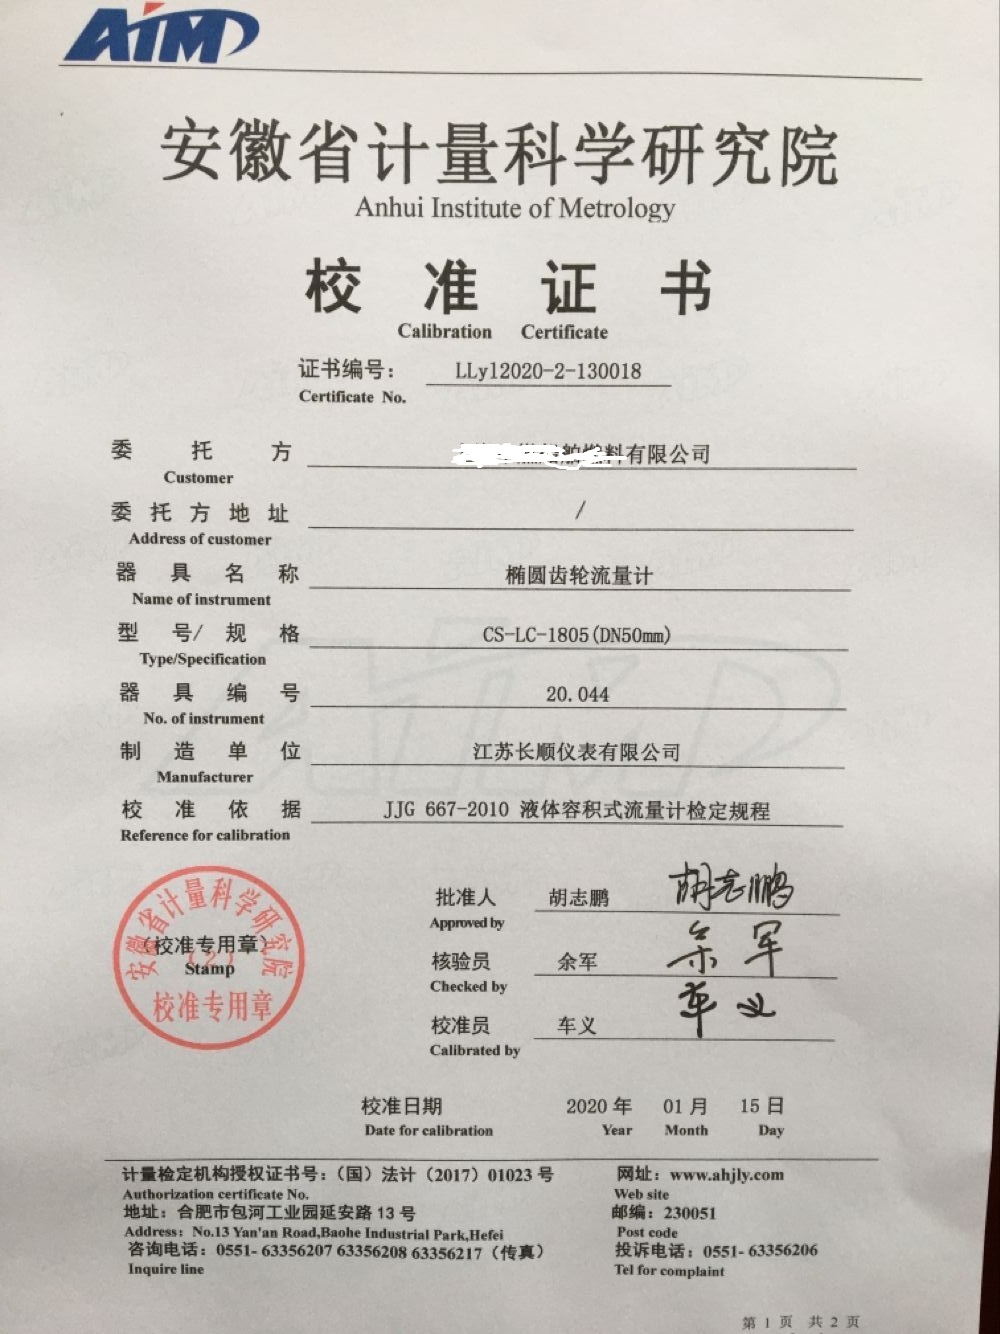 AIM
安徽省计量科学研究院
Anhui Institute of Metrology
校准证书
Calibration Certificate
证书编号： LLyl2020-2-130018
Certificate No.
委托方 料有限公司
Customer
委托方地址 /
Address of customer
器具名称 椭圆齿轮流量计
Name of instrument
型号/规格 CS-LC-1805(DN50mm)
Type/Specification
器具编号 20.044
No. of instrument
制造单位 江苏长顺仪表有限公司
Manufacturer
校准依据 JJG 667-2010 液体容积式流量计检定规程
Reference for calibration
安徽省计量科学研究院
(2)
校准专用章
（校准专用章）
Stamp
批准人 胡志鹏 胡志鹏
Approved by
核验员 余军 余军
Checked by
校准员 车义 车义
Calibrated by
校准日期 2020 年 01 月 15 日
Date for calibration Year Month Day
计量检定机构授权证书号：（国）法计（2017）01023 号 网址：www.ahjly.com
Authorization certificate No. Web site
地址：合肥市包河工业园延安路 13 号 邮编：230051
Address: No.13 Yan'an Road,Baohe Industrial Park,Hefei Post code
咨询电话：0551- 63356207 63356208 63356217（传真） 投诉电话：0551- 63356206
Inquire line Tel for complaint
第 1 页 共 2 页